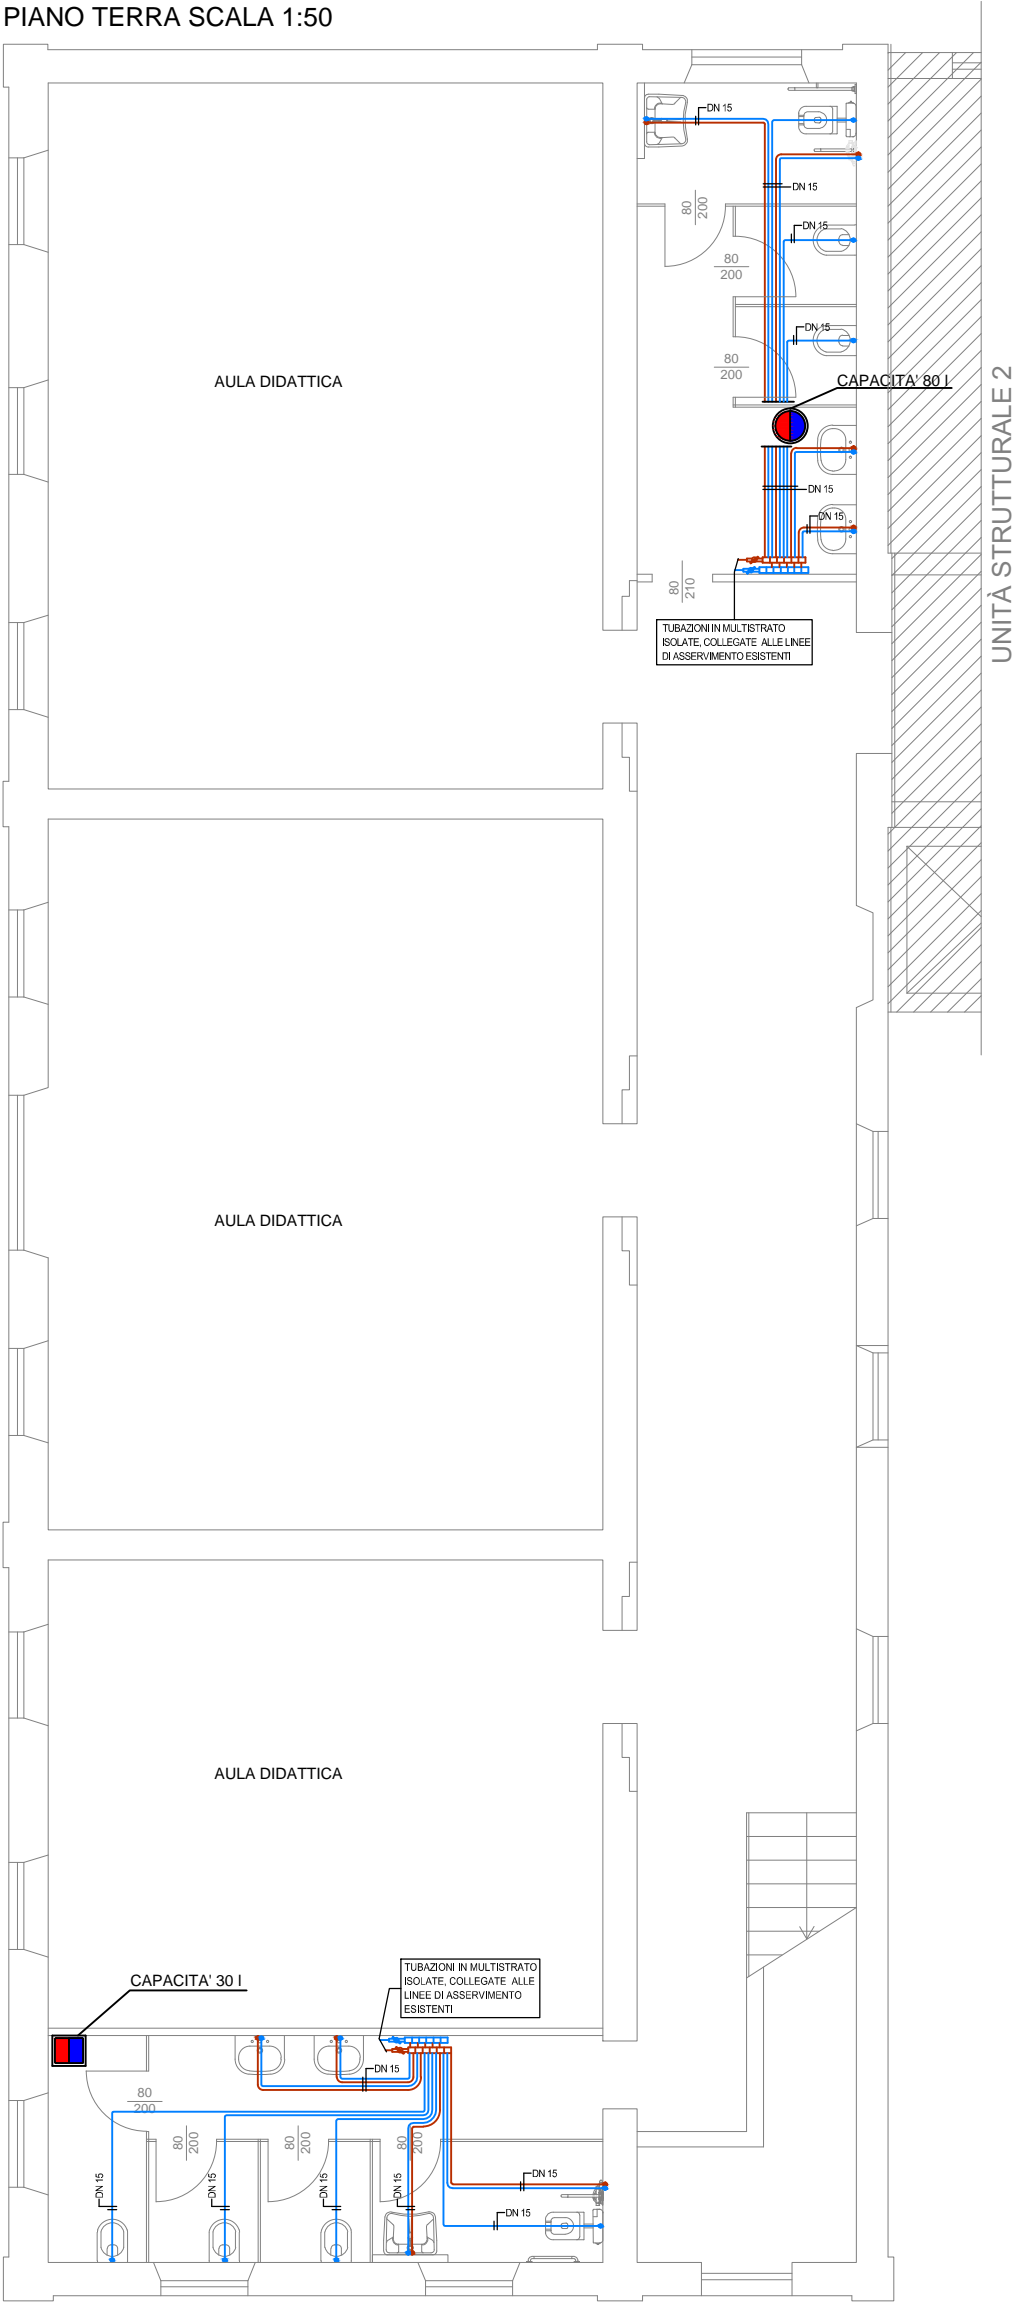 PIANO TERRA SCALA 1:50
DN 15
DN 15
80
200
DN 15
80
200
DN 15
80
200
AULA DIDATTICA
CAPACITA' 80 l
UNITÀ STRUTTURALE 2
DN 15
DN 15
80
210
TUBAZIONI IN MULTISTRATO
ISOLATE, COLLEGATE ALLE LINEE
DI ASSERVIMENTO ESISTENTI
AULA DIDATTICA
AULA DIDATTICA
CAPACITA' 30 l
TUBAZIONI IN MULTISTRATO
ISOLATE, COLLEGATE ALLE
LINEE DI ASSERVIMENTO
ESISTENTI
DN 15
80
200
80
200
80
200
80
200
DN 15
DN 15
DN 15
DN 15
DN 15
DN 15